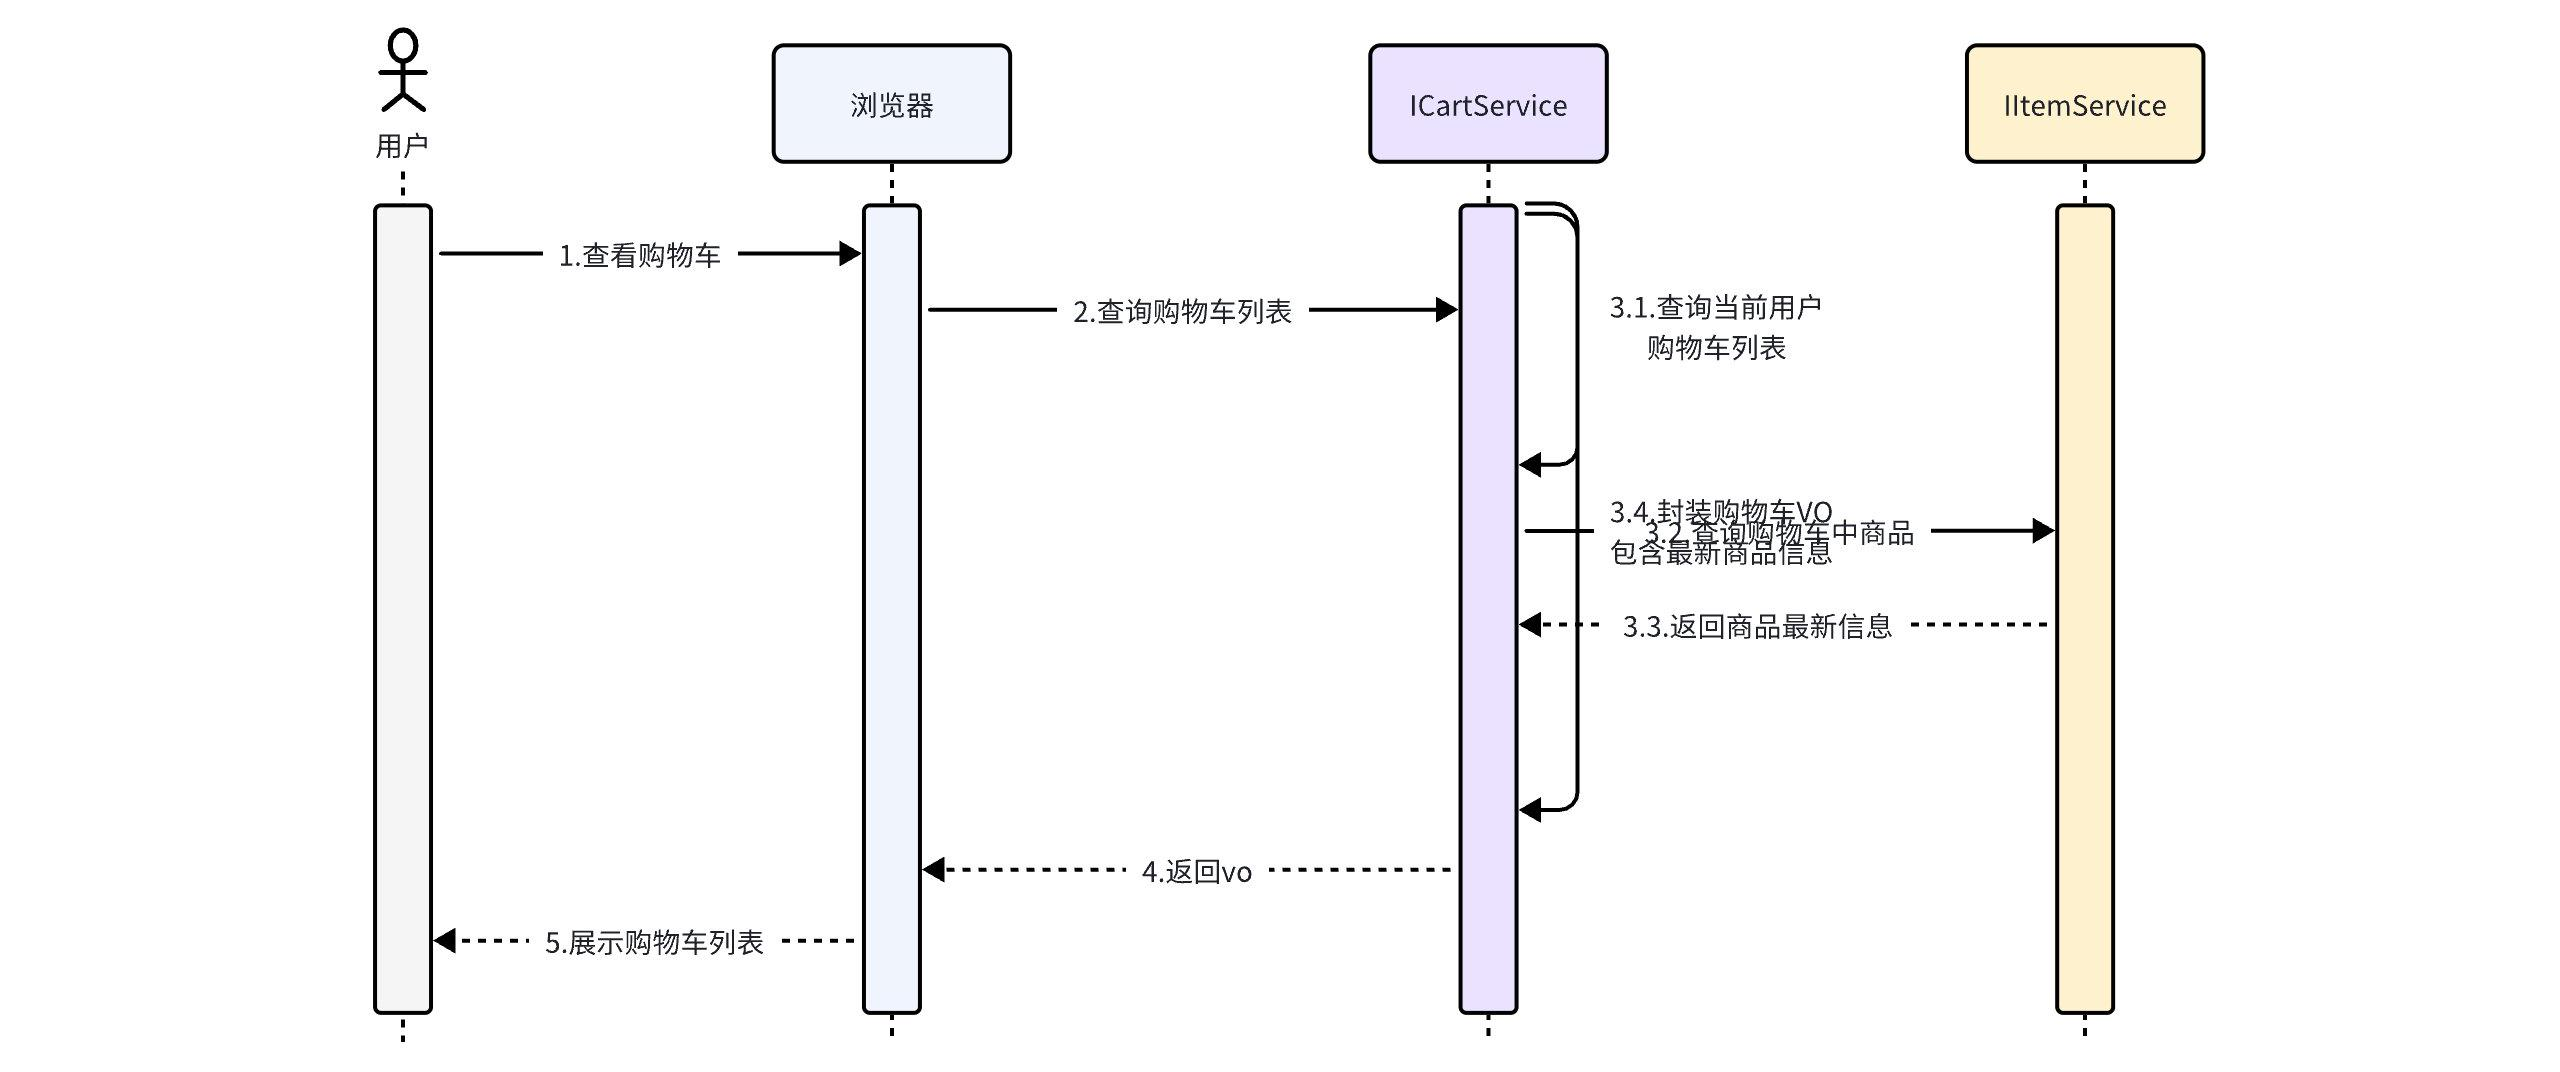 用户
浏览器
ICartService
IItemService
1.查看购物车
2.查询购物车列表
3.1.查询当前用户
购物车列表
3.4.封装购物车VO
包含最新商品信息
3.2.查询购物车中商品
3.3.返回商品最新信息
4.返回vo
5.展示购物车列表